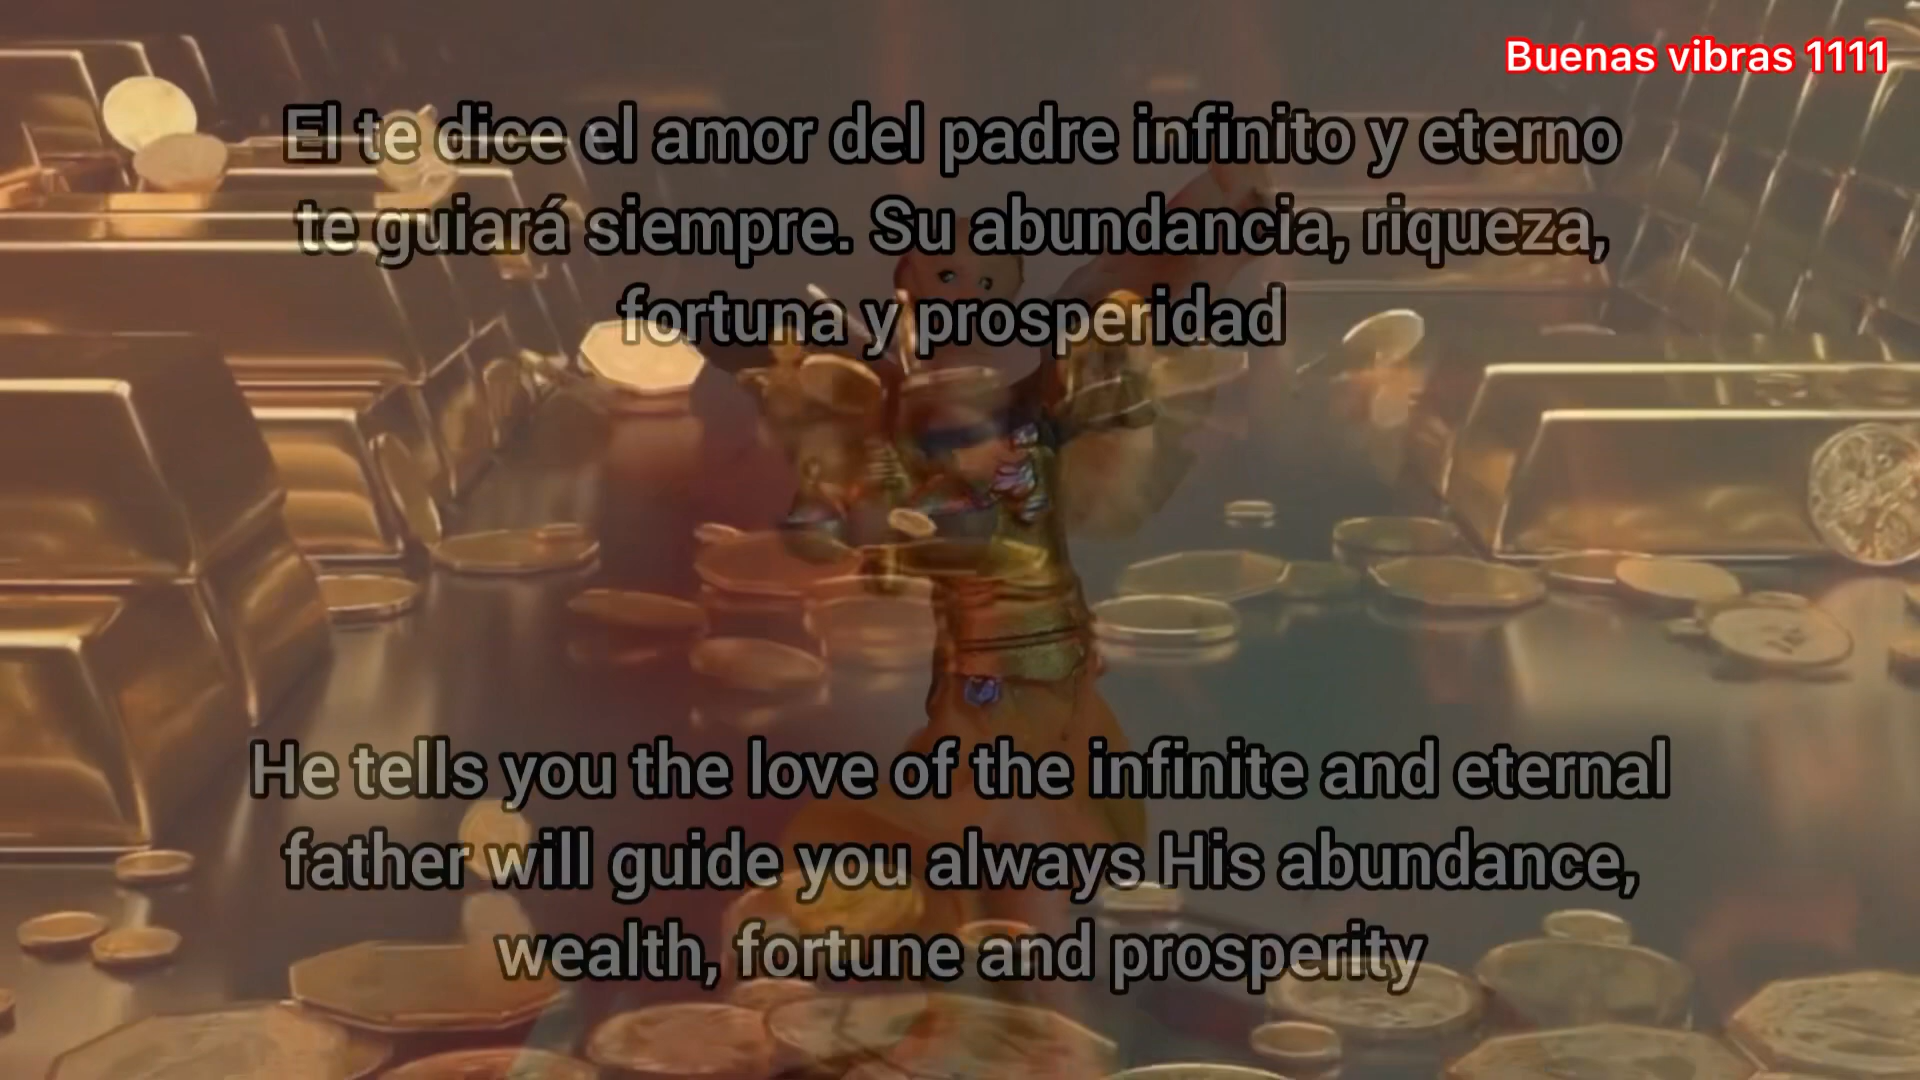 Buenas vibras 1111
El te dice el amor del padre infinito y eterno
te guiará siempre. Su abundancia, riqueza,
fortuna y prosperidad
He tells you the love of the infinite and eternal
father will guide you always His abundance,
wealth, fortune and prosperity